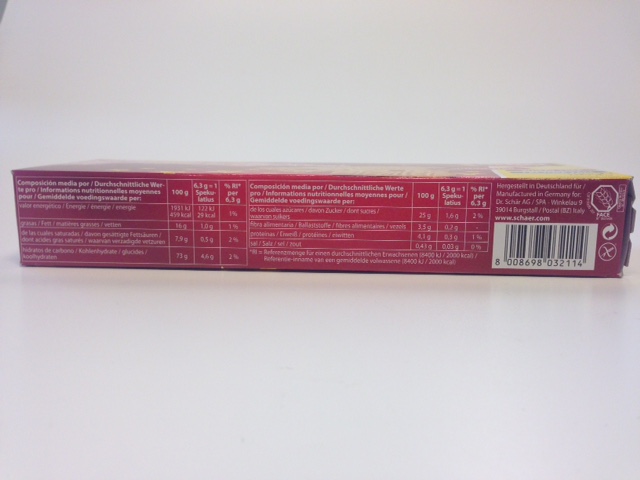 Composición media por / Durchschnittliche Wer-
te pro / Informations nutritionnelles moyennes
pour / Gemiddelde voedingswaarde per:
100 g
6,3 g = 1
Speku-
latius
% RI*
per
6,3 g
valor energético / Energie / énergie / energie
1931 kJ
459 kcal
122 kJ
29 kcal
1%
grasas / Fett / matières grasses / vetten
16 g
1,0 g
1 %
de las cuales saturadas / davon gesättigte Fettsäuren /
dont acides gras saturés / waarvan verzadigde vetzuren
7,9 g
0,5 g
2 %
hidratos de carbono / Kohlenhydrate / glucides /
koolhydraten
73 g
4,6 g
2 %
Composición media por / Durchschnittliche Werte
pro / Informations nutritionnelles moyennes pour /
Gemiddelde voedingswaarde per:
100 g
6,3 g = 1
Speku-
latius
% RI*
per
6,3 g
de los cuales azúcares / davon Zucker / dont sucres /
waarvan suikers
25 g
1,6 g
2 %
fibra alimentaria / Ballaststoffe / fibres alimentaires / vezels
3,5 g
0,2 g
-
proteínas / Eiweiß / protéines / eiwitten
4,3 g
0,3 g
1 %
sal / Salz / sel / zout
0,43 g
0,03 g
0 %
*RI = Referenzmenge für einen durchschnittlichen Erwachsenen (8400 kJ / 2000 kcal) /
Referentie-inname van een gemiddelde volwassene (8400 kJ / 2000 kcal)
Hergestellt in Deutschland für /
Manufactured in Germany for:
Dr. Schär AG / SPA · Winkelau 9
39014 Burgstall / Postal (BZ) Italy
www.schaer.com
8 008698 032114
FACE